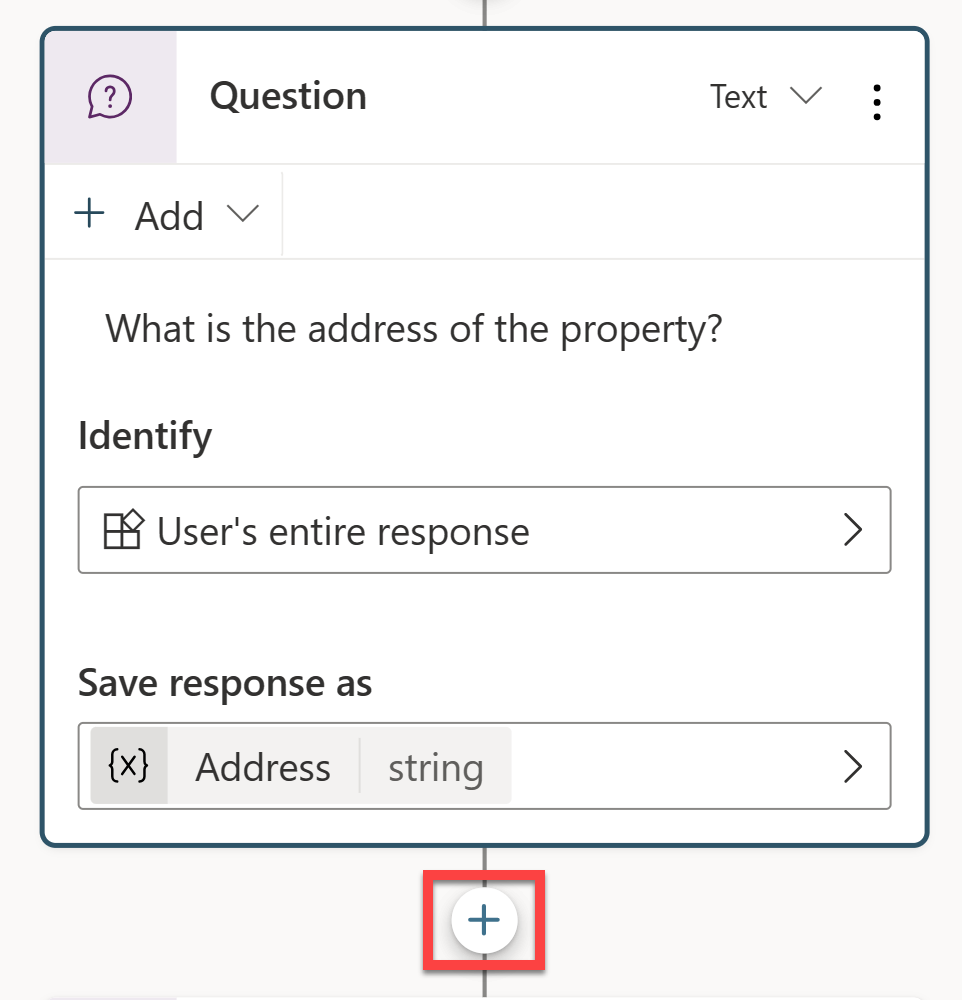 Question
Text
Add
What is the address of the property?
Identify
User's entire response
Save response as
{x} Address string